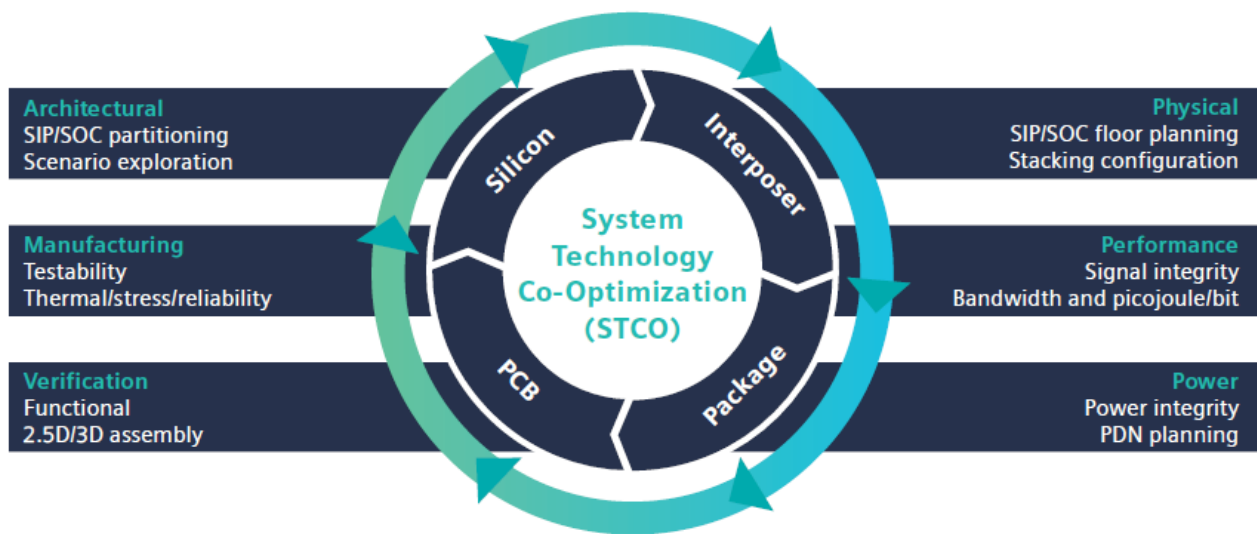 Architectural
SIP/SOC partitioning
Scenario exploration
Manufacturing
Testability
Thermal/stress/reliability
Verification
Functional
2.5D/3D assembly
Silicon
Interposer
Package
PCB
System
Technology
Co-Optimization
(STCO)
Physical
SIP/SOC floor planning
Stacking configuration
Performance
Signal integrity
Bandwidth and picojoule/bit
Power
Power integrity
PDN planning